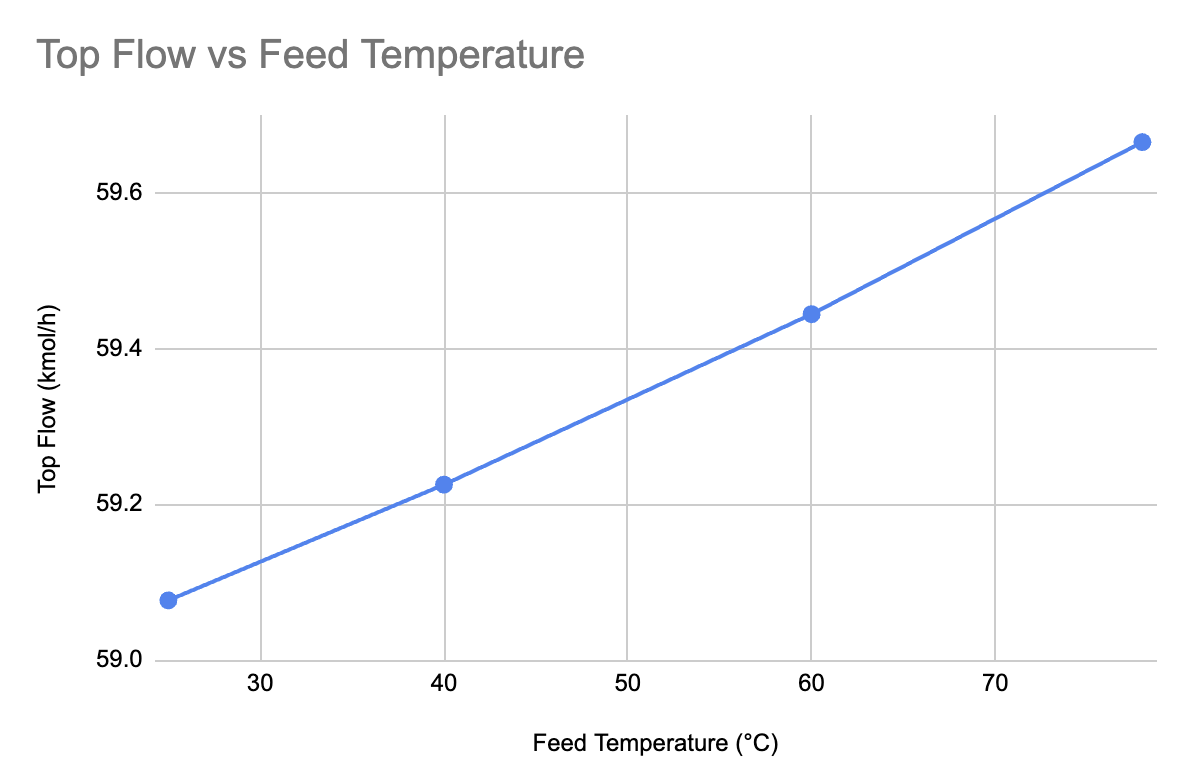 Top Flow vs Feed Temperature
Top Flow (kmol/h)
59.6
59.4
59.2
59.0
30 40 50 60 70
Feed Temperature (°C)